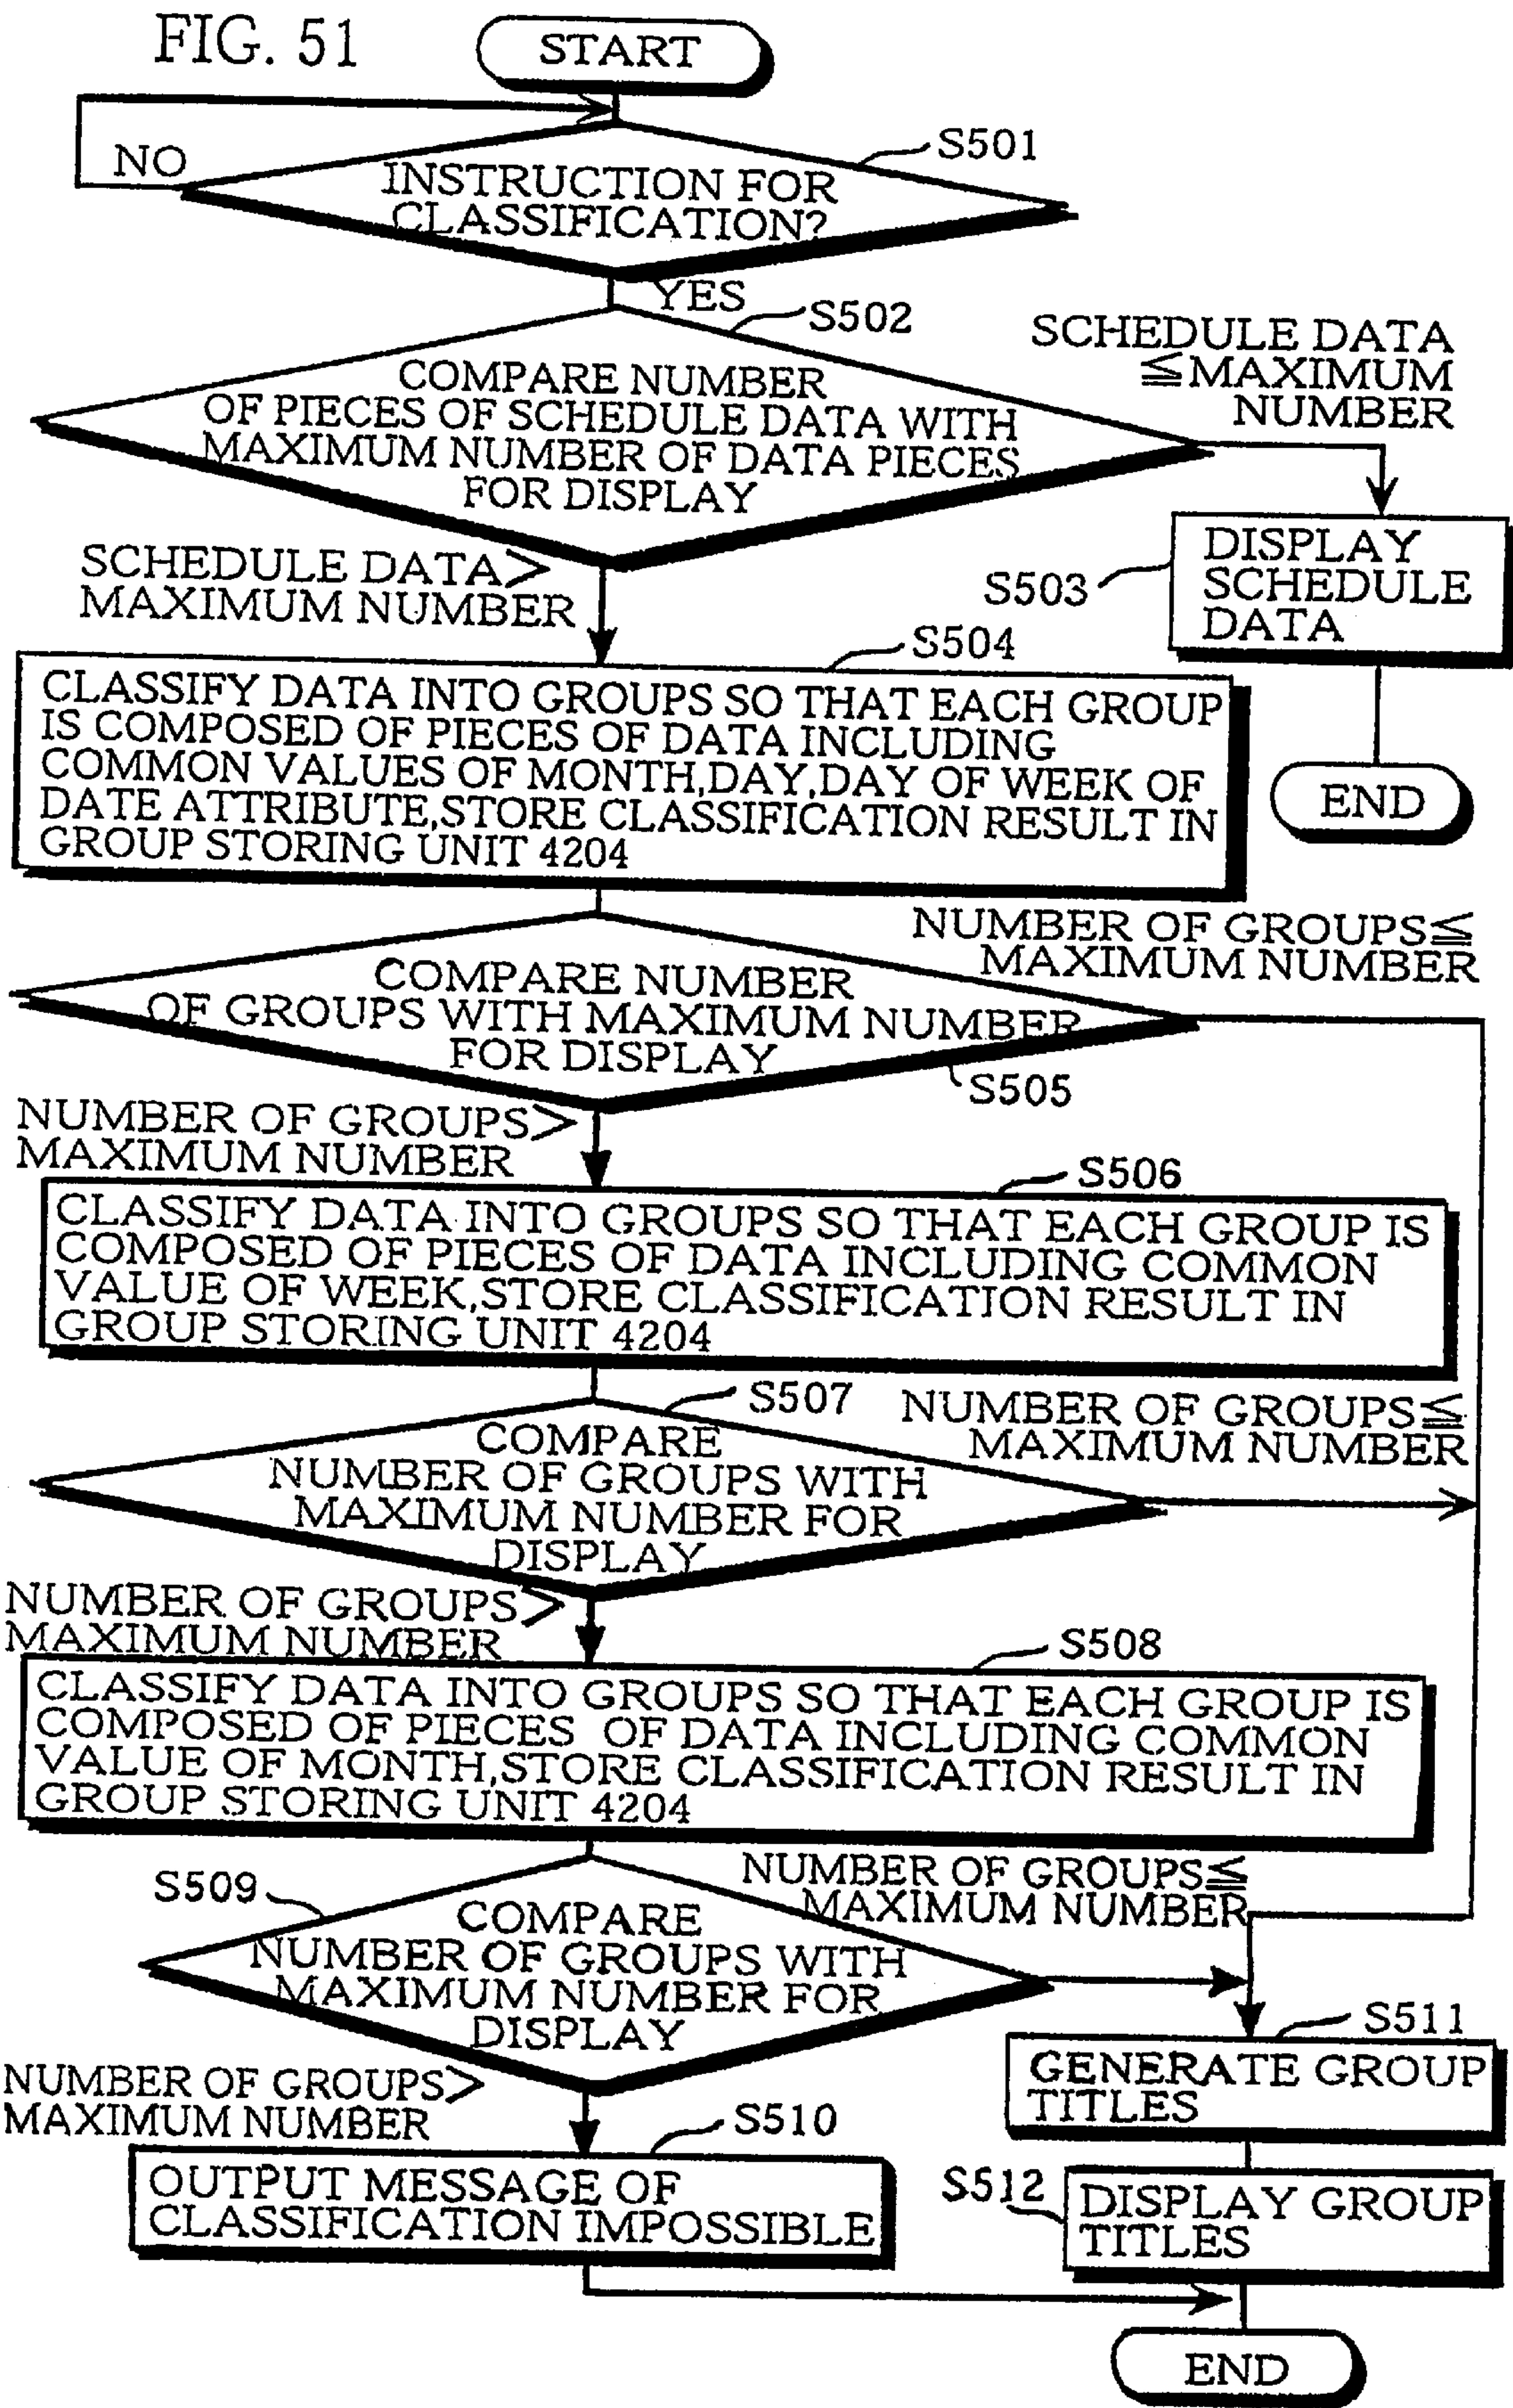 FIG. 51
START
NO
S501
INSTRUCTION FOR
CLASSIFICATION?
YES
S502
COMPARE NUMBER
OF PIECES OF SCHEDULE DATA WITH
MAXIMUM NUMBER OF DATA PIECES
FOR DISPLAY
SCHEDULE DATA
≦MAXIMUM
NUMBER
SCHEDULE DATA>
MAXIMUM NUMBER
S503
DISPLAY
SCHEDULE
DATA
END
S504
CLASSIFY DATA INTO GROUPS SO THAT EACH GROUP
IS COMPOSED OF PIECES OF DATA INCLUDING
COMMON VALUES OF MONTH,DAY,DAY OF WEEK OF
DATE ATTRIBUTE,STORE CLASSIFICATION RESULT IN
GROUP STORING UNIT 4204
NUMBER OF GROUPS≦
MAXIMUM NUMBER
COMPARE NUMBER
OF GROUPS WITH MAXIMUM NUMBER
FOR DISPLAY
S505
NUMBER OF GROUPS>
MAXIMUM NUMBER
S506
CLASSIFY DATA INTO GROUPS SO THAT EACH GROUP IS
COMPOSED OF PIECES OF DATA INCLUDING COMMON
VALUE OF WEEK,STORE CLASSIFICATION RESULT IN
GROUP STORING UNIT 4204
S507
NUMBER OF GROUPS≦
MAXIMUM NUMBER
COMPARE
NUMBER OF GROUPS WITH
MAXIMUM NUMBER FOR
DISPLAY
NUMBER OF GROUPS>
MAXIMUM NUMBER
S508
CLASSIFY DATA INTO GROUPS SO THAT EACH GROUP IS
COMPOSED OF PIECES OF DATA INCLUDING COMMON
VALUE OF MONTH,STORE CLASSIFICATION RESULT IN
GROUP STORING UNIT 4204
S509
NUMBER OF GROUPS≦
MAXIMUM NUMBER
COMPARE
NUMBER OF GROUPS WITH
MAXIMUM NUMBER FOR
DISPLAY
NUMBER OF GROUPS>
MAXIMUM NUMBER
S510
OUTPUT MESSAGE OF
CLASSIFICATION IMPOSSIBLE
S511
GENERATE GROUP
TITLES
S512
DISPLAY GROUP
TITLES
END